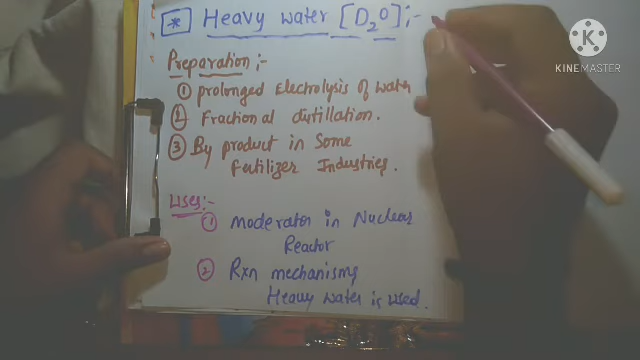 * Heavy water [D2O] ;-
Preparation ;-
① prolonged Electrolysis of water
② Fractional distillation.
③ By product in Some
Fertilizer Industries.
Uses:-
① Moderator in Nuclear
Reactor
② Rxn mechanisms
Heavy water is used.
KINEMASTER